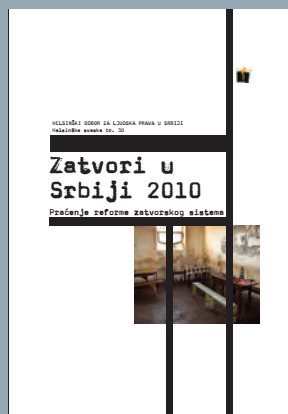 HELSINŠKI ODBOR ZA LJUDSKA PRAVA U SRBIJI
Helsinške sveske br. 30
Zatvori u
Srbiji 2010
Praćenje reforme zatvorskog sistema